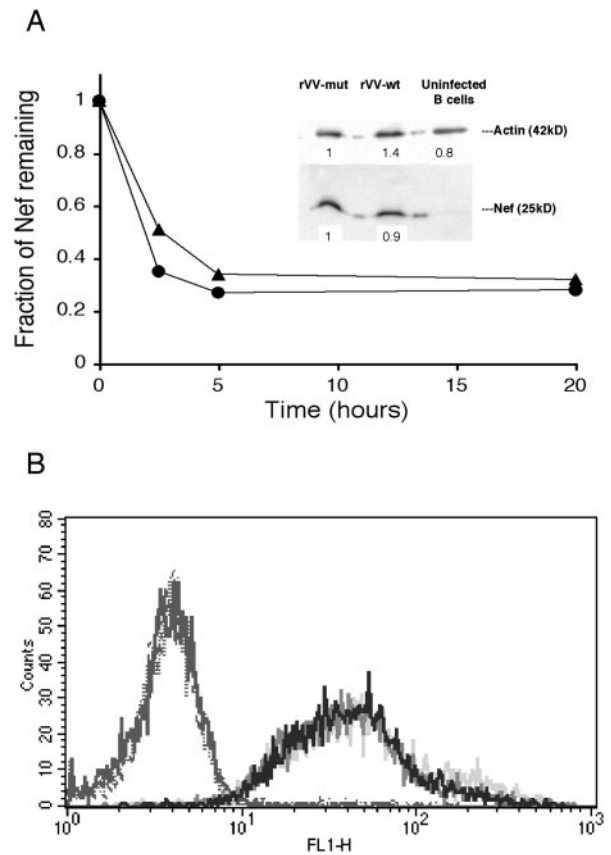 A
Fraction of Nef remaining
1
0.8
0.6
0.4
0.2
0
0
5
10
15
20
Time (hours)
rVV-mut rVV-wt Uninfected
B cells
---Actin (42kD)
1 1.4 0.8
---Nef (25kD)
1 0.9
B
Counts
80
70
60
50
40
30
20
10
0
10^0 10^1 10^2 10^-3
FL1-H